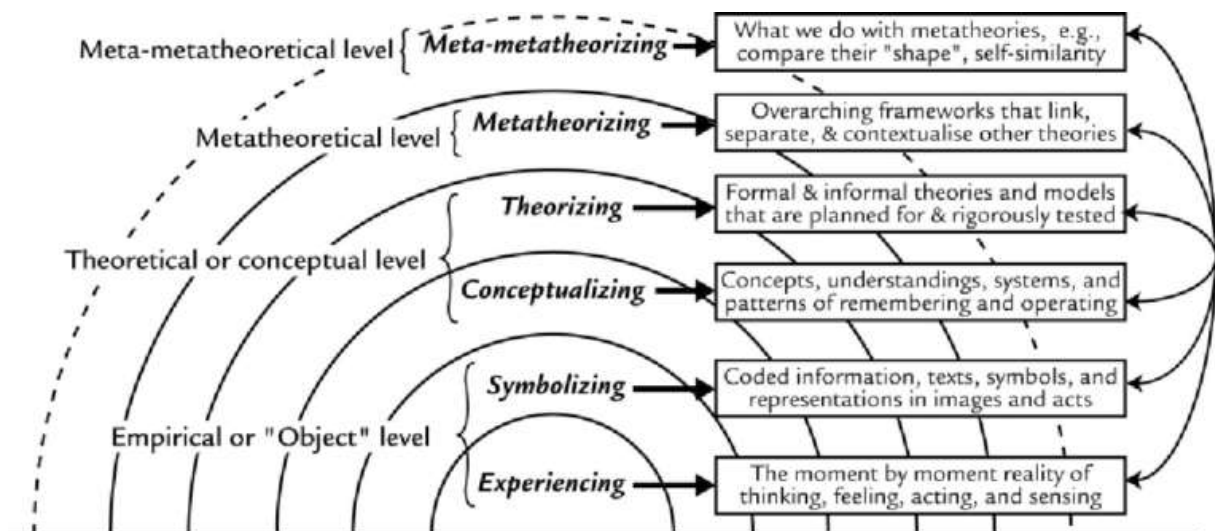 Meta-metatheoretical level
Meta-metatheorizing
What we do with metatheories, e.g.,
compare their "shape", self-similarity
Metatheoretical level
Metatheorizing
Overarching frameworks that link,
separate, & contextualise other theories
Theoretical or conceptual level
Theorizing
Formal & informal theories and models
that are planned for & rigorously tested
Conceptualizing
Concepts, understandings, systems, and
patterns of remembering and operating
Empirical or "Object" level
Symbolizing
Coded information, texts, symbols, and
representations in images and acts
Experiencing
The moment by moment reality of
thinking, feeling, acting, and sensing